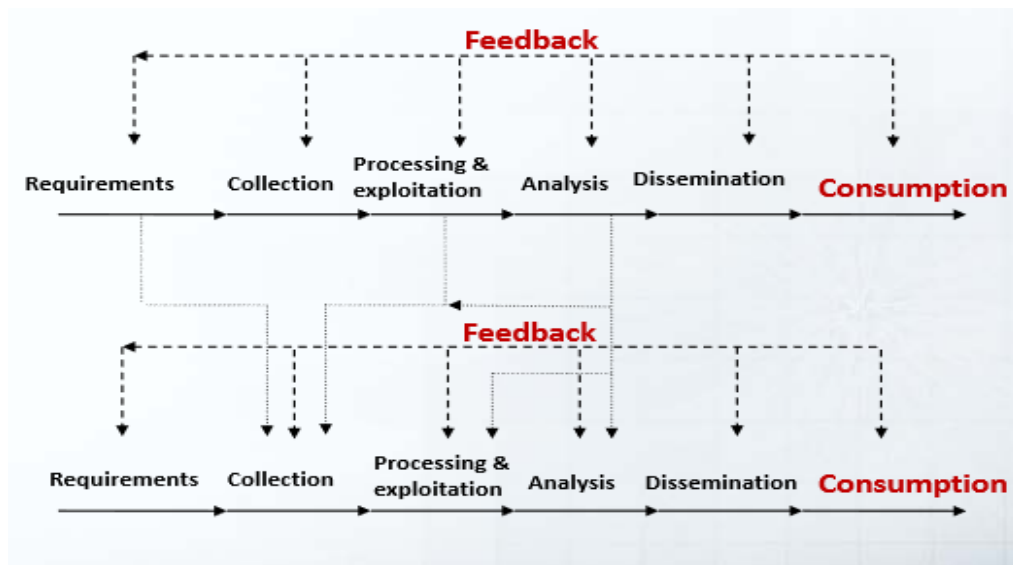 Feedback
Requirements
Collection
Processing &
exploitation
Analysis
Dissemination
Consumption
Feedback
Requirements
Collection
Processing &
exploitation
Analysis
Dissemination
Consumption